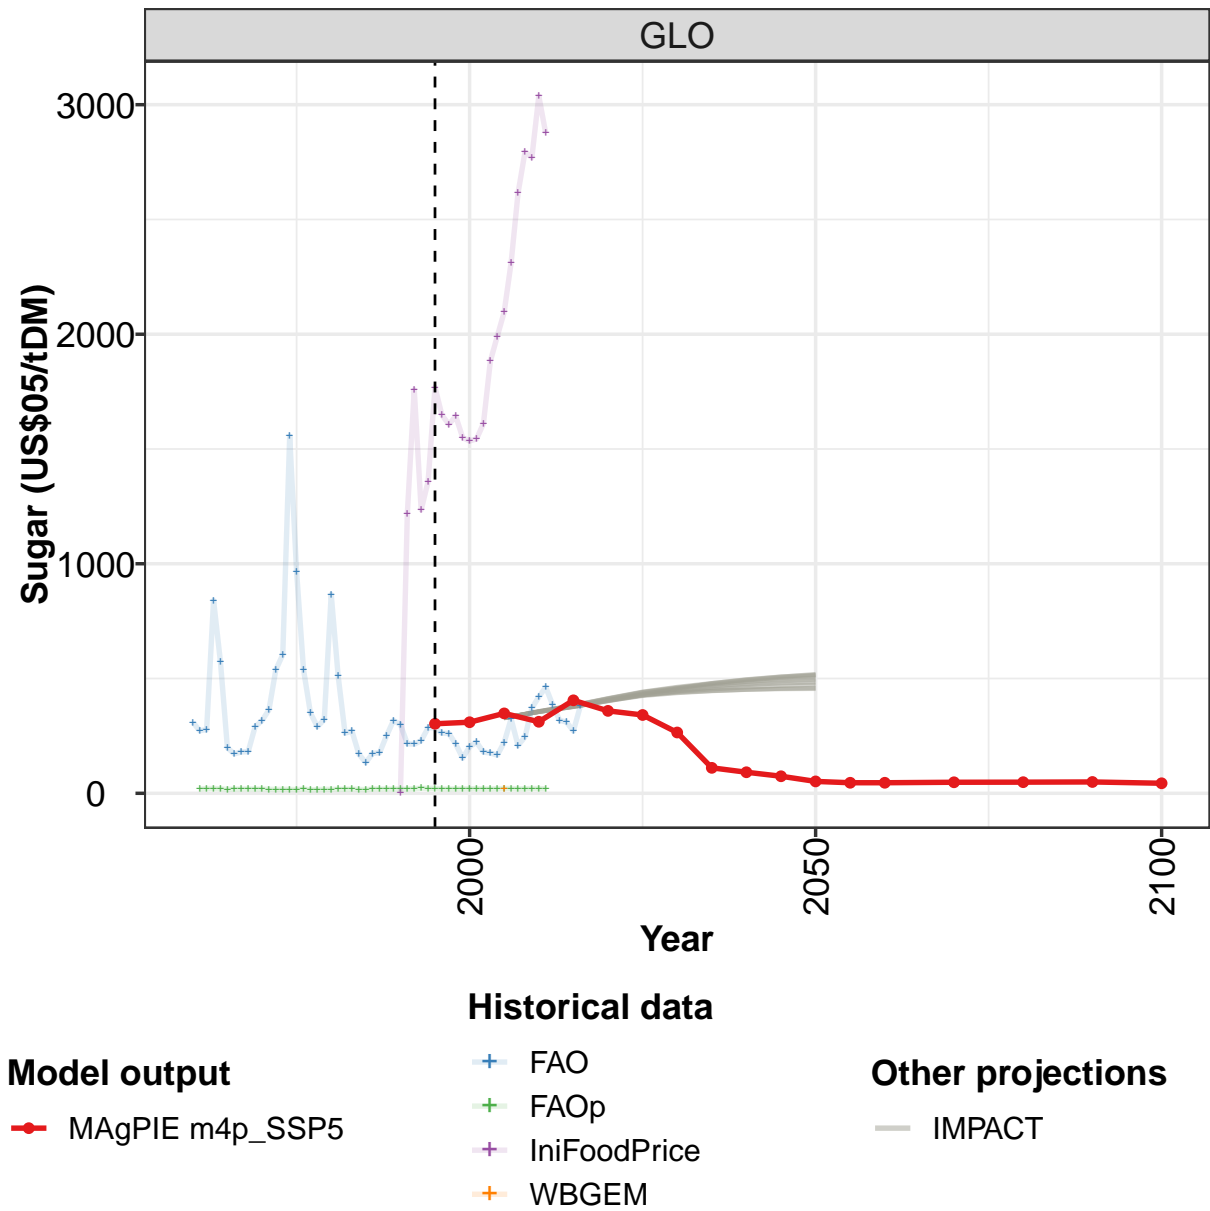 GLO
Sugar (US$05/tDM)
3000
2000
1000
0
2000
2050
2100
Year
Historical data
FAO
FAOp
IniFoodPrice
WBGEM
Model output
MAgPIE m4p_SSP5
Other projections
IMPACT